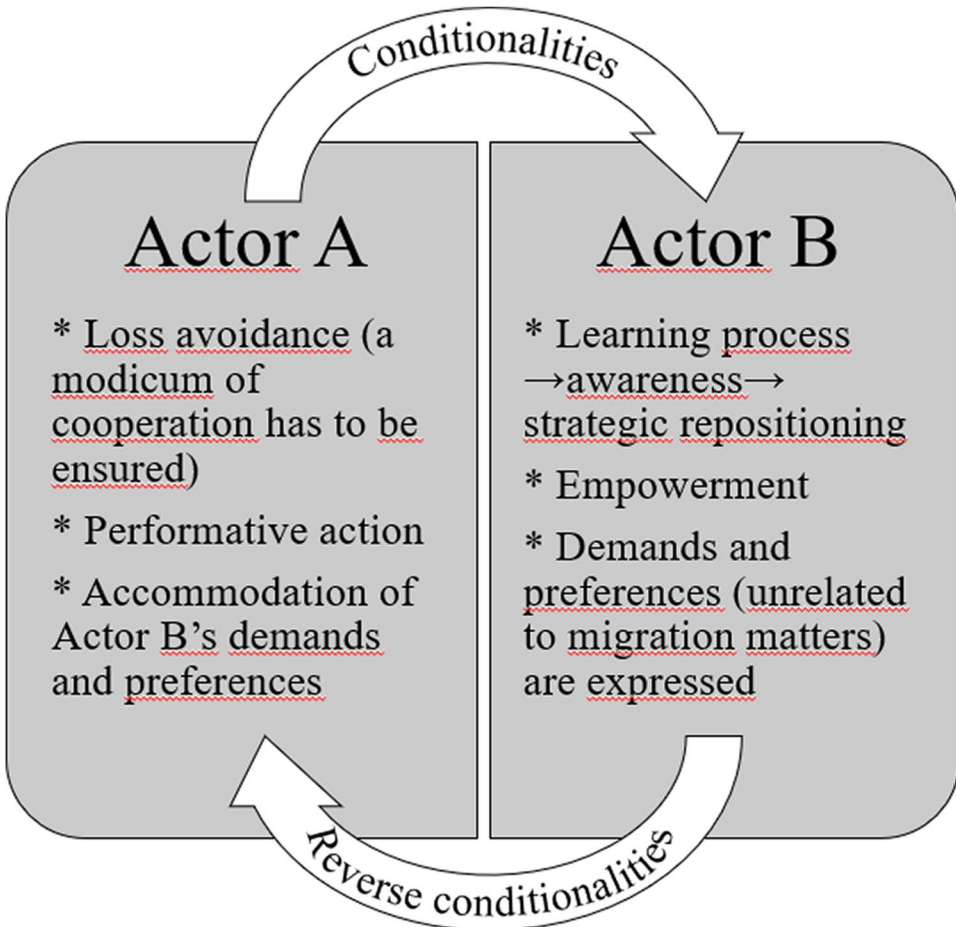 Conditionalities
Actor A
* Loss avoidance (a
modicum of
cooperation has to be
ensured)
* Performative action
* Accommodation of
Actor B’s demands
and preferences
Actor B
* Learning process
→awareness→
strategic repositioning
* Empowerment
* Demands and
preferences (unrelated
to migration matters)
are expressed
Reverse conditionalities